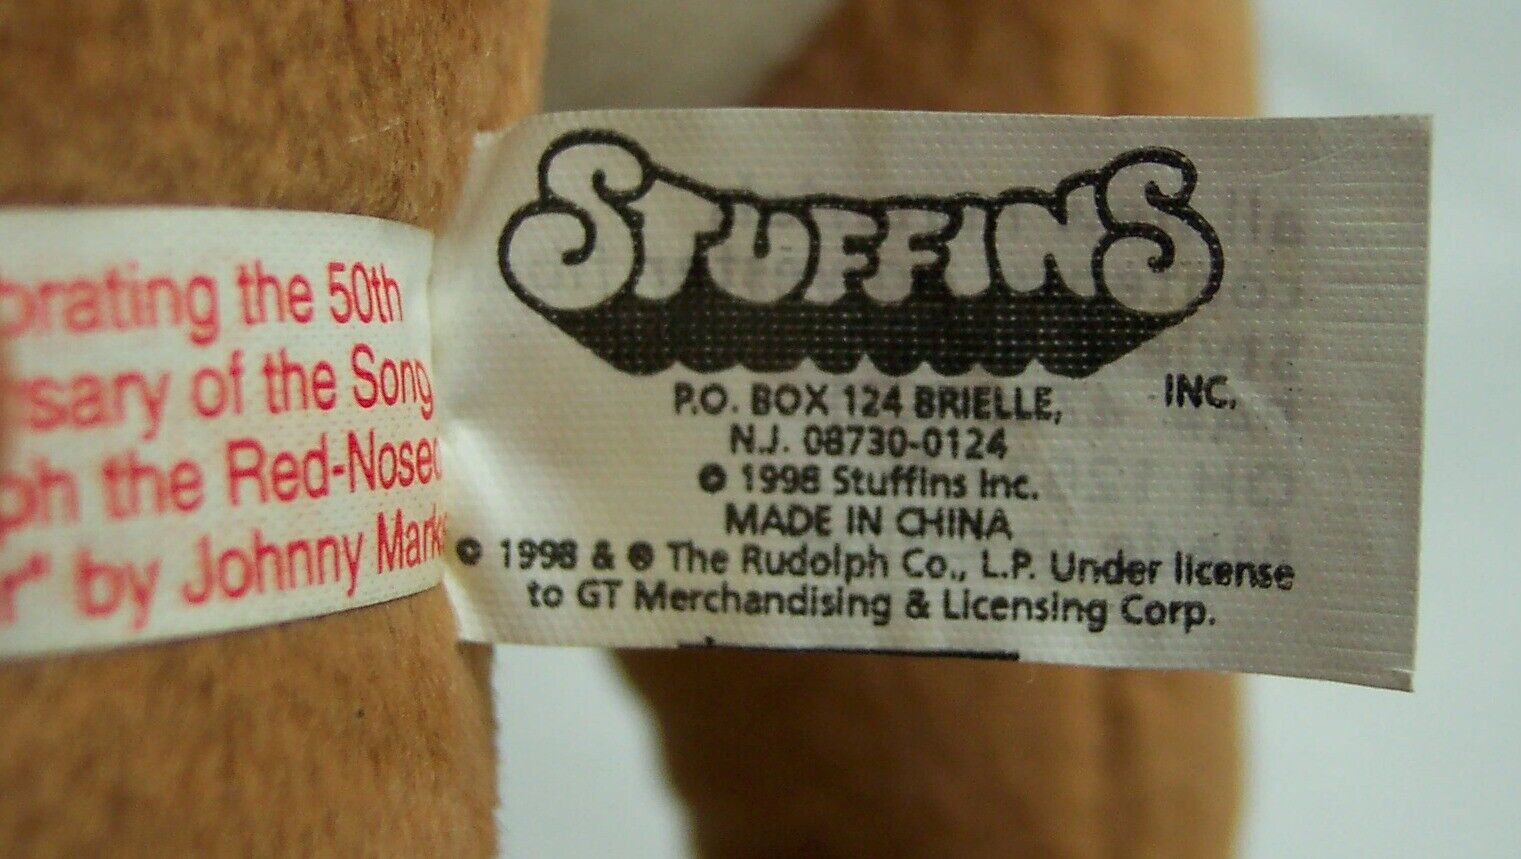 brating the 50th
rsary of the Song
ph the Red-Nosed
r" by Johnny Marks
STUFFINS
INC.
P.O. BOX 124 BRIELLE,
N.J. 08730-0124
© 1998 Stuffins Inc.
MADE IN CHINA
© 1998 & ® The Rudolph Co., L.P. Under license
to GT Merchandising & Licensing Corp.